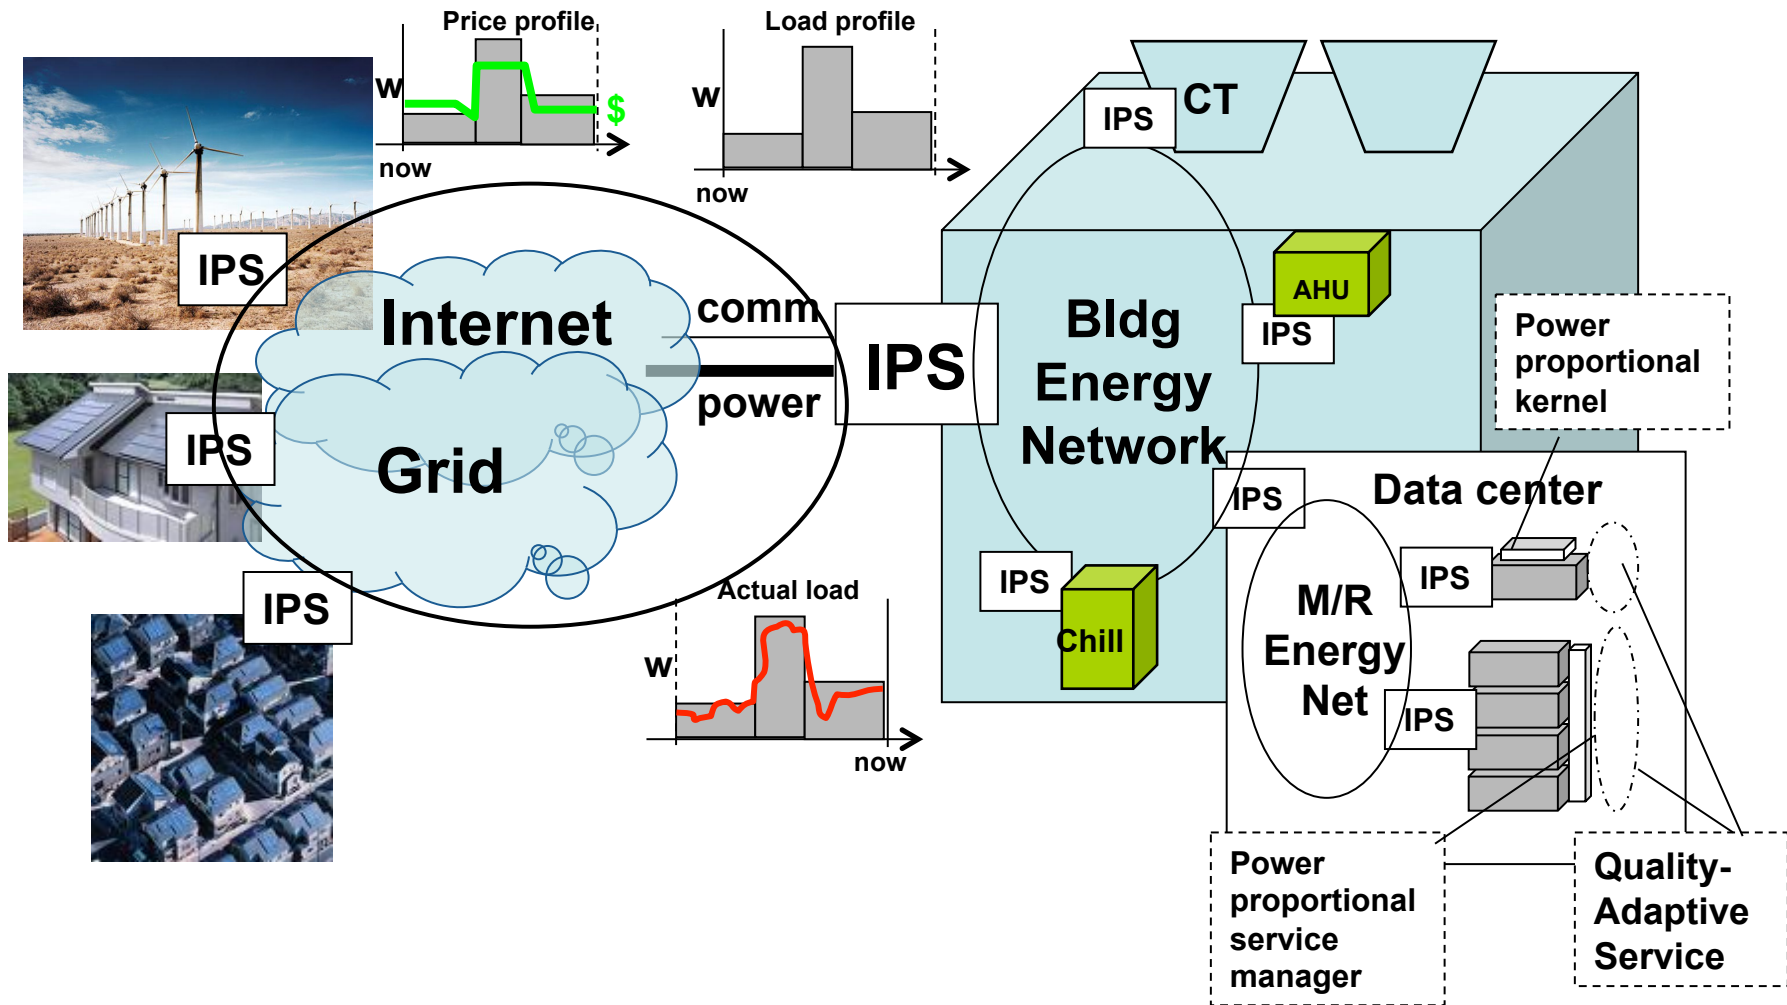 Price profile
w
$
now
Load profile
w
now
CT
IPS
IPS
Internet
comm
IPS
power
Grid
IPS
IPS
Bldg
Energy
Network
AHU
IPS
Power
proportional
kernel
IPS
Data center
IPS
Chill
IPS
M/R
Energy
Net
IPS
Actual load
w
now
Power
proportional
service
manager
Quality-
Adaptive
Service